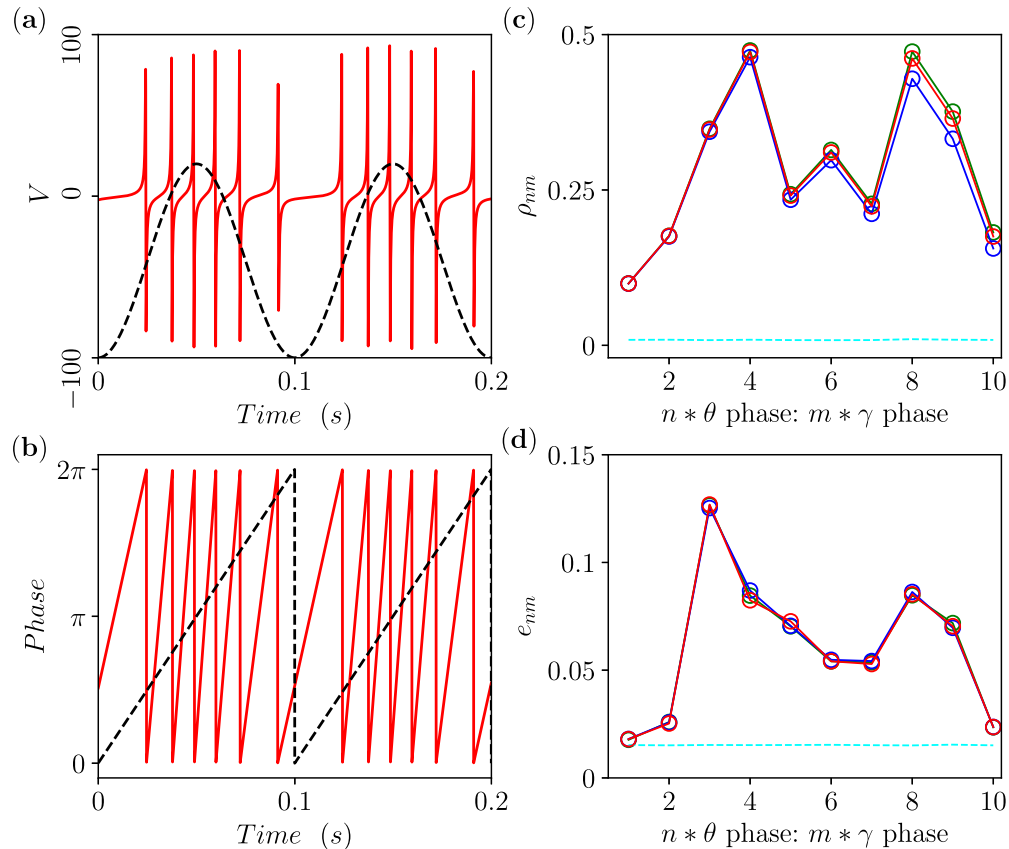 (a)
100
0
−100
V
0
0.1
0.2
Time (s)
(b)
2π
π
0
Phase
0
0.1
0.2
Time (s)
(c)
0.5
0.25
0
ρnm
2
4
6
8
10
n ∗ θ phase: m ∗ γ phase
(d)
0.15
0.10
0.05
0
enm
2
4
6
8
10
n ∗ θ phase: m ∗ γ phase